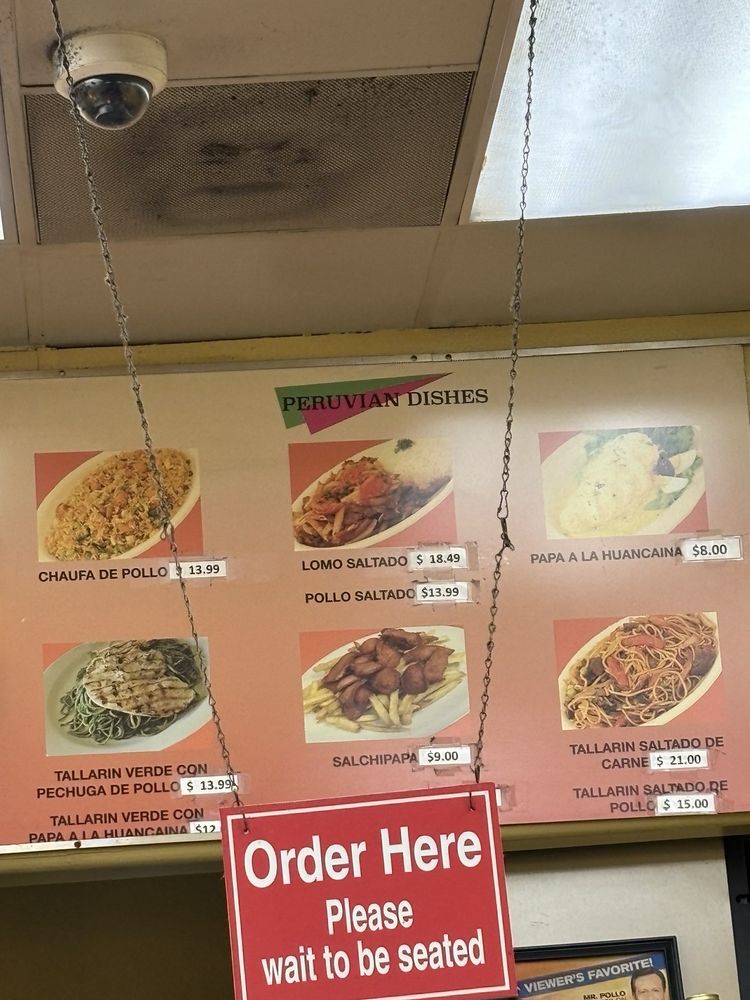 PERUVIAN DISHES
CHAUFA DE POLLO $ 13.99
LOMO SALTADO $ 18.49
POLLO SALTADO $13.99
PAPA A LA HUANCAINA $8.00
TALLARIN VERDE CON
PECHUGA DE POLLO $ 13.99
TALLARIN VERDE CON
PAPA A LA HUANCAINA $12
SALCHIPAPA $9.00
TALLARIN SALTADO DE
CARNE $ 21.00
TALLARIN SALTADO DE
POLLO $ 15.00
Order Here
Please
wait to be seated
VIEWER'S FAVORITE!
MR. POLLO